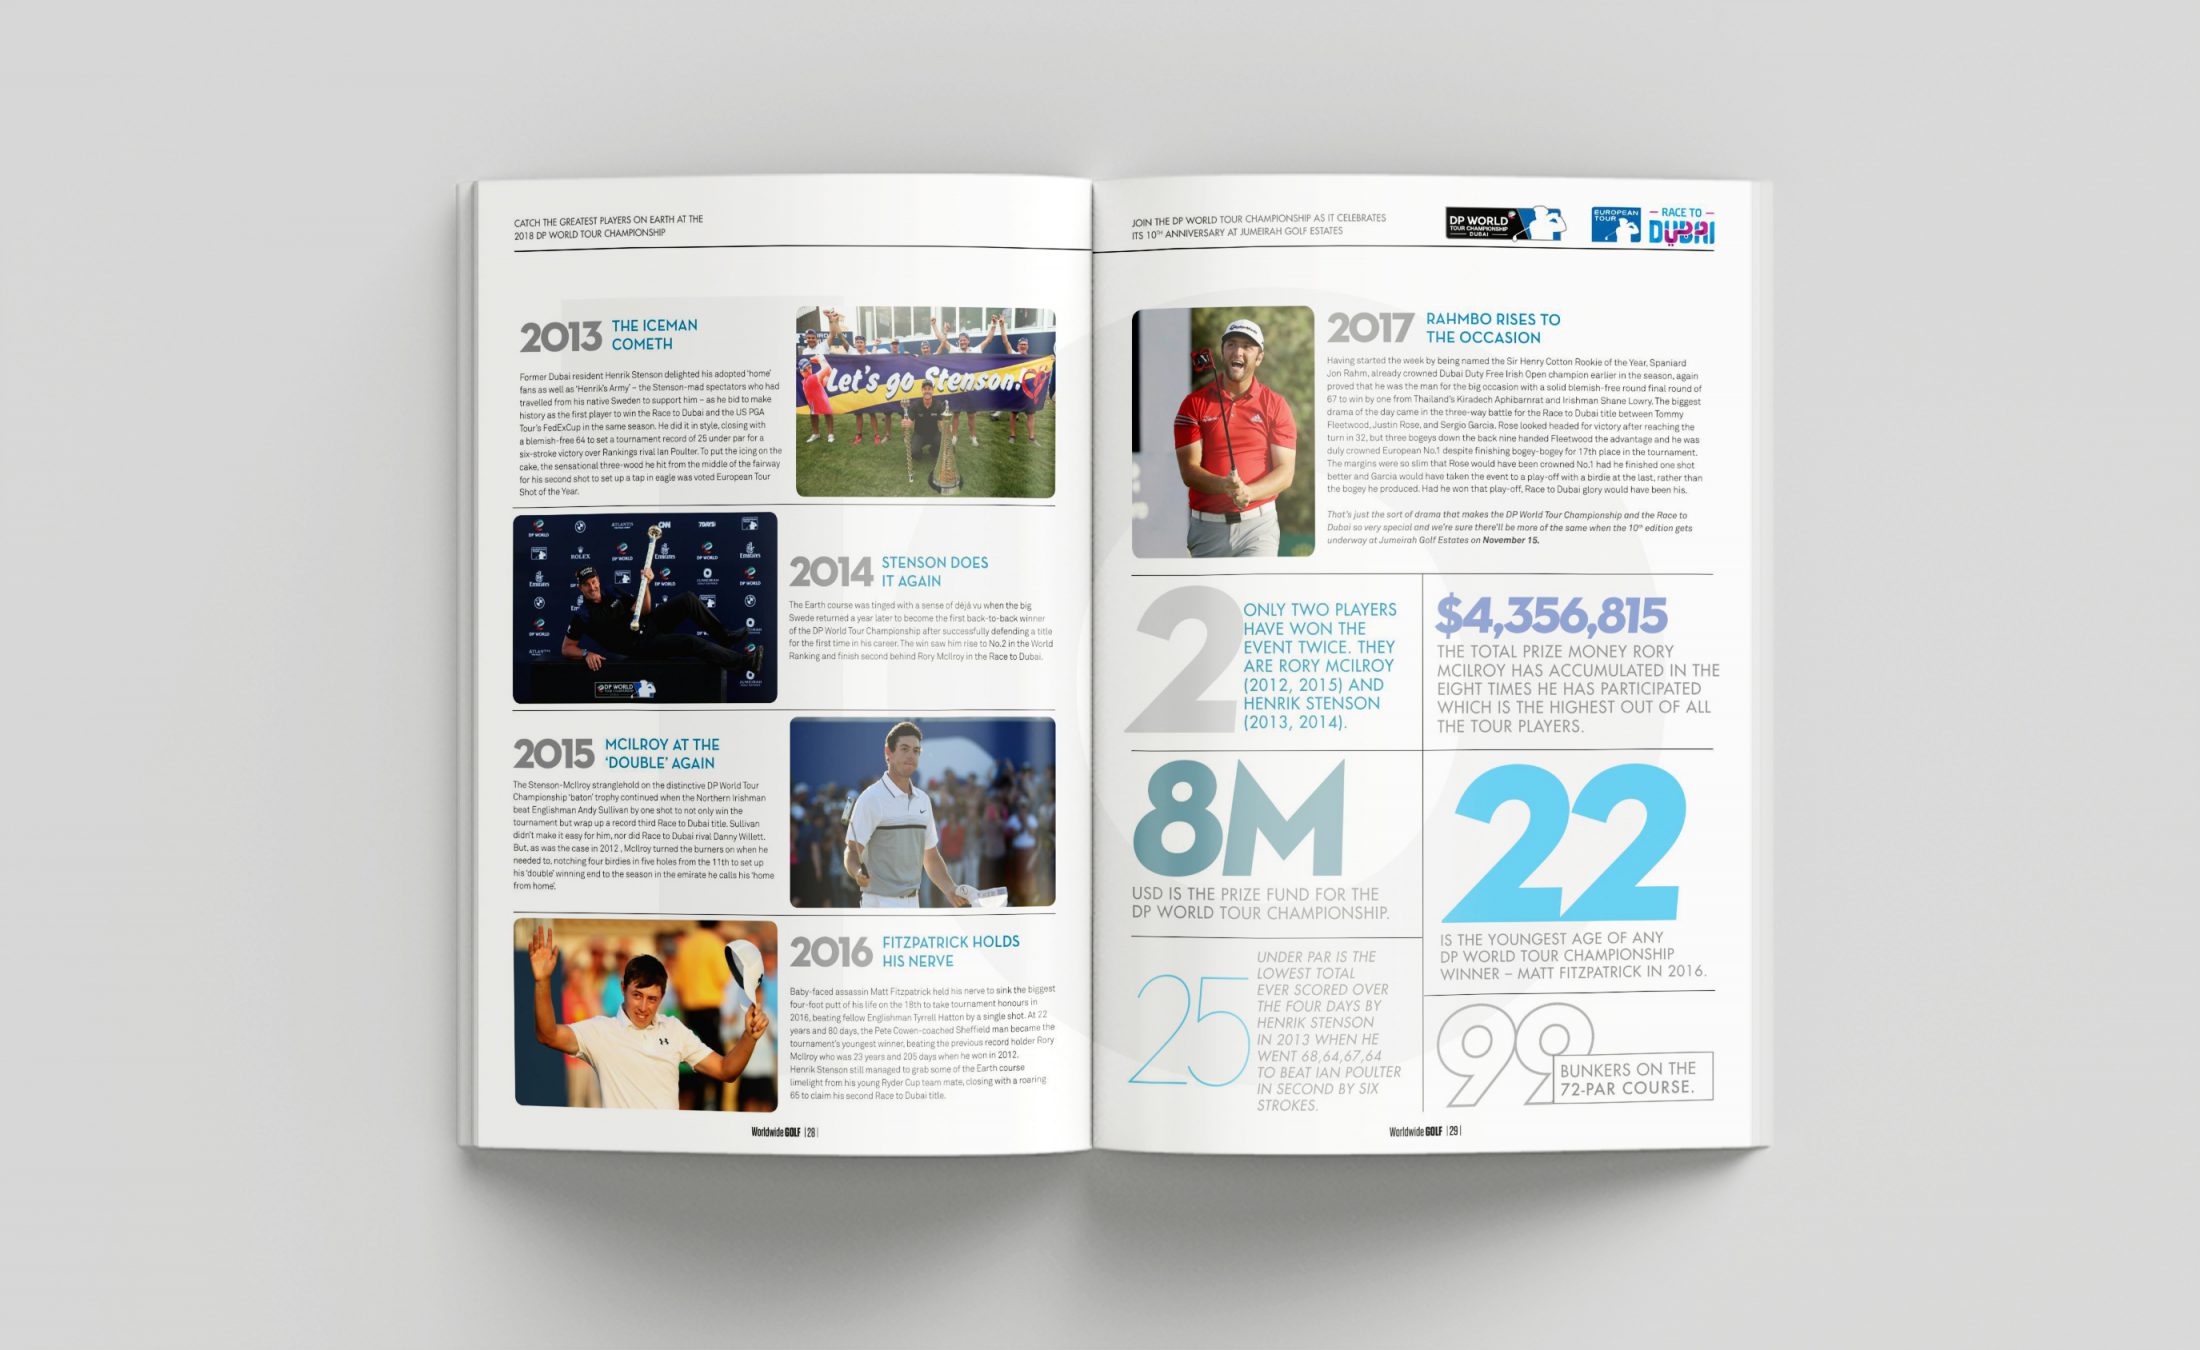 CATCH THE GREATEST PLAYERS ON EARTH AT THE
2018 DP WORLD TOUR CHAMPIONSHIP
2013 THE ICEMAN
COMETH
Former Dubai resident Henrik Stenson delighted his adopted 'home'
fans as well as 'Henrik's Army' – the Stenson-mad spectators who had
travelled from his native Sweden to support him – as he bid to make
history as the first player to win the Race to Dubai and the US PGA
Tour's FedExCup in the same season. He did it in style, closing with
a blemish-free 64 to set a tournament record of 25 under par for a
six-stroke victory over Rankings rival Ian Poulter. To put the icing on the
cake, the sensational three-wood he hit from the middle of the fairway
for his second shot to set up a tap in eagle was voted European Tour
Shot of the Year.
Let's go Stenson!
DP WORLD
ATLANTIS
CNN
7DAYS
ROLEX
DP WORLD
Emirates
DP WORLD
Emirates
Emirates
DP WORLD
DP WORLD
DP WORLD
ATLANTIS
DP WORLD
2014 STENSON DOES
IT AGAIN
The Earth course was tinged with a sense of déjà vu when the big
Swede returned a year later to become the first back-to-back winner
of the DP World Tour Championship after successfully defending a title
for the first time in his career. The win saw him rise to No.2 in the World
Ranking and finish second behind Rory McIlroy in the Race to Dubai.
2015 MCILROY AT THE
'DOUBLE' AGAIN
The Stenson-McIlroy stranglehold on the distinctive DP World Tour
Championship 'baton' trophy continued when the Northern Irishman
beat Englishman Andy Sullivan by one shot to not only win the
tournament but wrap up a record third Race to Dubai title. Sullivan
didn't make it easy for him, nor did Race to Dubai rival Danny Willett.
But, as was the case in 2012 , McIlroy turned the burners on when he
needed to, notching four birdies in five holes from the 11th to set up
his 'double' winning end to the season in the emirate he calls his 'home
from home'.
2016 FITZPATRICK HOLDS
HIS NERVE
Baby-faced assassin Matt Fitzpatrick held his nerve to sink the biggest
four-foot putt of his life on the 18th to take tournament honours in
2016, beating fellow Englishman Tyrrell Hatton by a single shot. At 22
years and 80 days, the Pete Cowen-coached Sheffield man became the
tournament's youngest winner, beating the previous record holder Rory
McIlroy who was 23 years and 205 days when he won in 2012.
Henrik Stenson still managed to grab some of the Earth course
limelight from his young Ryder Cup team mate, closing with a roaring
65 to claim his second Race to Dubai title.
Worldwide GOLF |28|
JOIN THE DP WORLD TOUR CHAMPIONSHIP AS IT CELEBRATES
ITS 10TH ANNIVERSARY AT JUMEIRAH GOLF ESTATES
DP WORLD
TOUR CHAMPIONSHIP
DUBAI
EUROPEAN
TOUR
RACE TO
DUBAI
TaylorMade
2017 RAHMBO RISES TO
THE OCCASION
Having started the week by being named the Sir Henry Cotton Rookie of the Year, Spaniard
Jon Rahm, already crowned Dubai Duty Free Irish Open champion earlier in the season, again
proved that he was the man for the big occasion with a solid blemish-free round final round of
67 to win by one from Thailand's Kiradech Aphibarnrat and Irishman Shane Lowry. The biggest
drama of the day came in the three-way battle for the Race to Dubai title between Tommy
Fleetwood, Justin Rose, and Sergio Garcia. Rose looked headed for victory after reaching the
turn in 32, but three bogeys down the back nine handed Fleetwood the advantage and he was
duly crowned European No.1 despite finishing bogey-bogey for 17th place in the tournament.
The margins were so slim that Rose would have been crowned No.1 had he finished one shot
better and Garcia would have taken the event to a play-off with a birdie at the last, rather than
the bogey he produced. Had he won that play-off, Race to Dubai glory would have been his.
That's just the sort of drama that makes the DP World Tour Championship and the Race to
Dubai so very special and we're sure there'll be more of the same when the 10th edition gets
underway at Jumeirah Golf Estates on November 15.
2
ONLY TWO PLAYERS
HAVE WON THE
EVENT TWICE. THEY
ARE RORY MCILROY
(2012, 2015) AND
HENRIK STENSON
(2013, 2014).
$4,356,815
THE TOTAL PRIZE MONEY RORY
MCILROY HAS ACCUMULATED IN THE
EIGHT TIMES HE HAS PARTICIPATED
WHICH IS THE HIGHEST OUT OF ALL
THE TOUR PLAYERS.
8M
USD IS THE PRIZE FUND FOR THE
DP WORLD TOUR CHAMPIONSHIP.
22
IS THE YOUNGEST AGE OF ANY
DP WORLD TOUR CHAMPIONSHIP
WINNER – MATT FITZPATRICK IN 2016.
25
UNDER PAR IS THE
LOWEST TOTAL
EVER SCORED OVER
THE FOUR DAYS BY
HENRIK STENSON
IN 2013 WHEN HE
WENT 68,64,67,64
TO BEAT IAN POULTER
IN SECOND BY SIX
STROKES.
99
BUNKERS ON THE
72-PAR COURSE.
Worldwide GOLF |29|